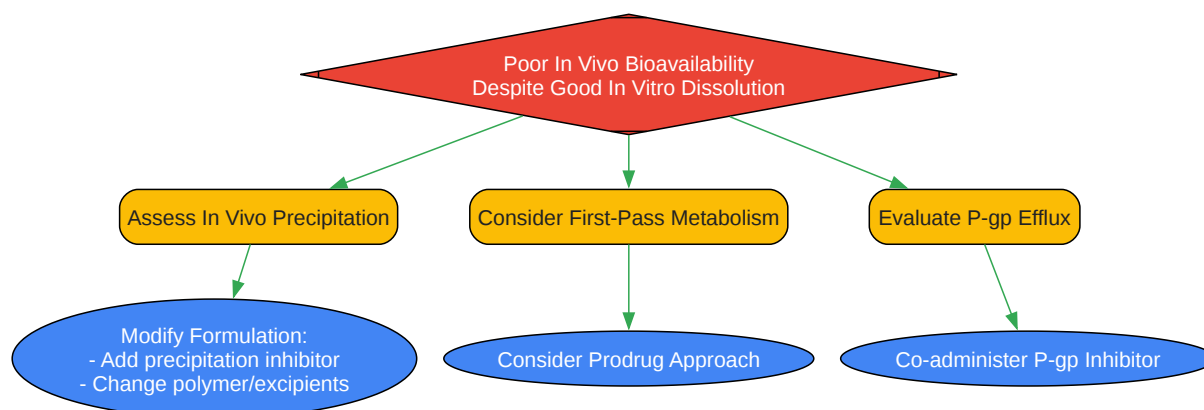 Poor In Vivo Bioavailability
Despite Good In Vitro Dissolution
Assess In Vivo Precipitation
Consider First-Pass Metabolism
Evaluate P-gp Efflux
Modify Formulation:
- Add precipitation inhibitor
- Change polymer/excipients
Consider Prodrug Approach
Co-administer P-gp Inhibitor